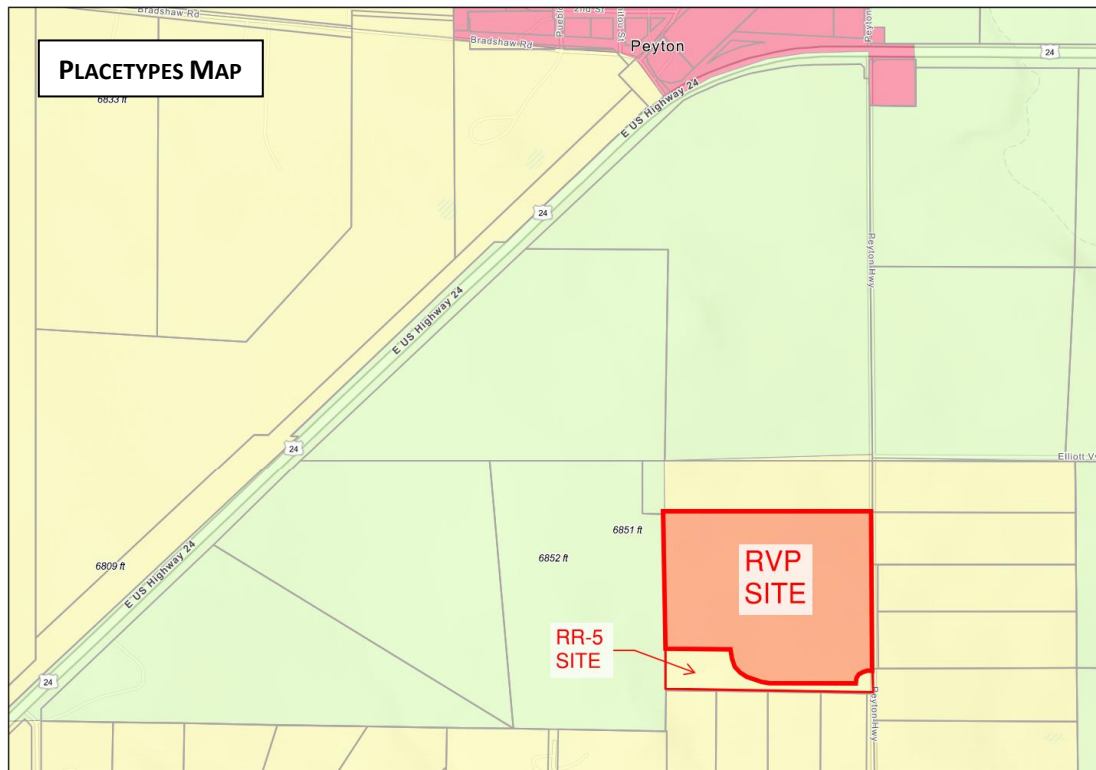 2nd St
Peyton
Bradshaw Rd
Peyton
24
PLACETYPES MAP
6833 ft
E US Highway 24
24
Peyton Hwy
E US Highway 24
24
Elliott
6851 ft
6852 ft
6809 ft
E US Highway 24
RVP
SITE
RR-5
SITE
24
Peyton Hwy